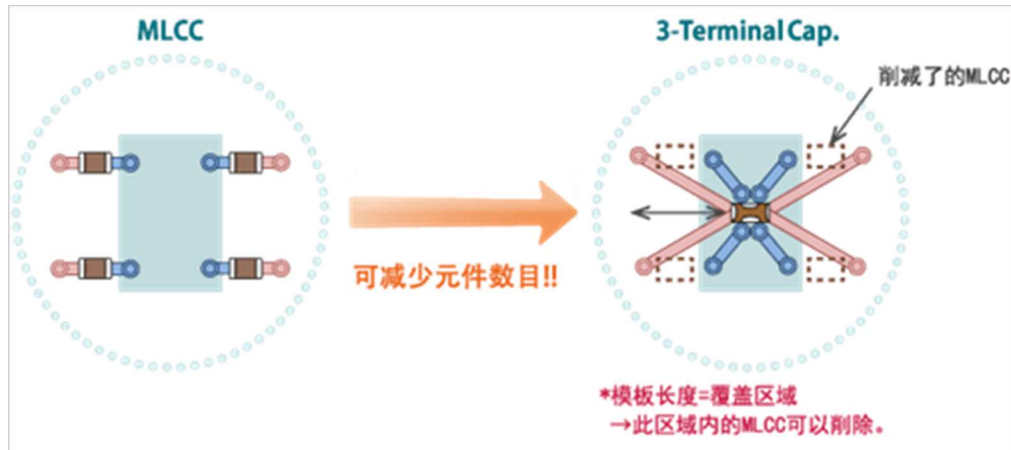 MLCC
3-Terminal Cap.
削减了的MLCC
可减少元件数目!!
*模板长度=覆盖区域
→此区域内的MLCC可以削除。